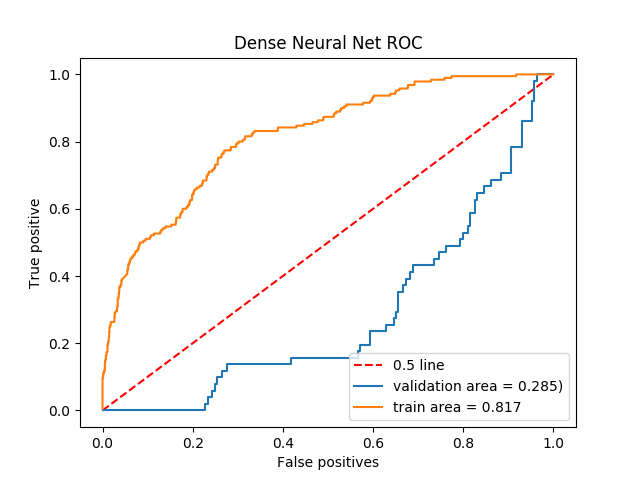 Dense Neural Net ROC
1.0
0.8
0.6
0.4
0.2
0.0
True positive
0.5 line
validation area = 0.285)
train area = 0.817
0.0 0.2 0.4 0.6 0.8 1.0
False positives